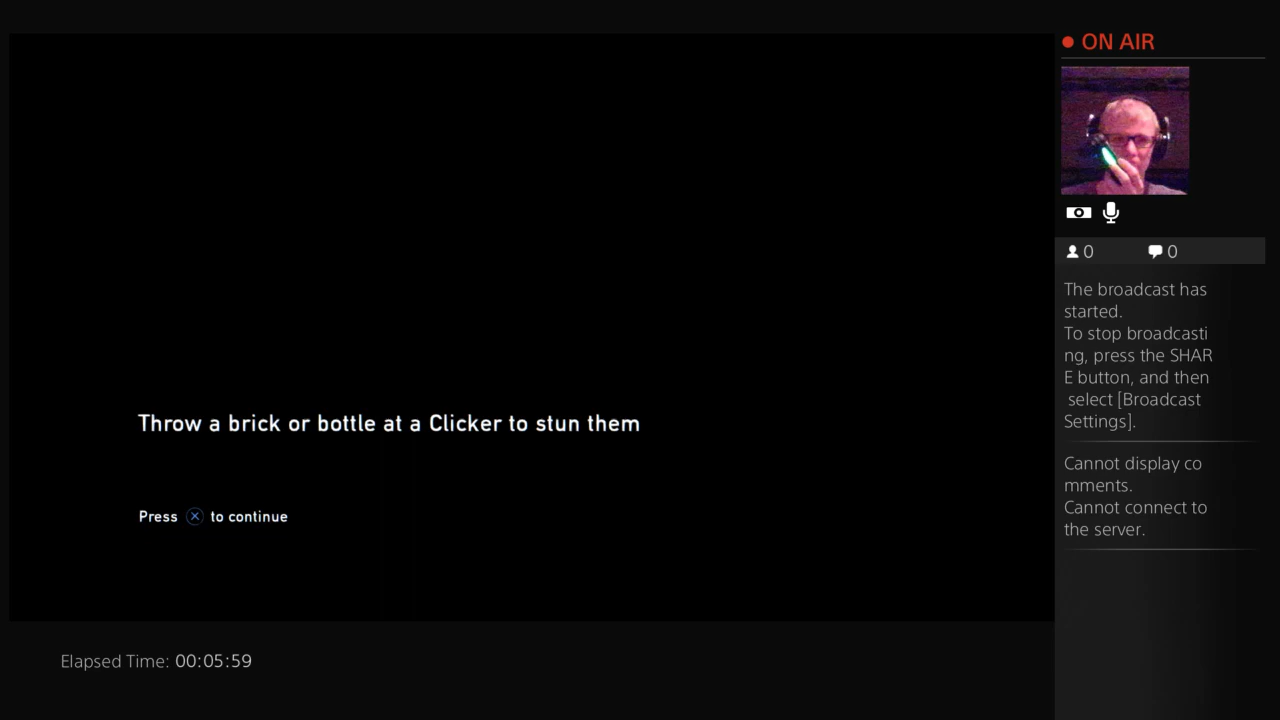 ON AIR
0 0
The broadcast has
started.
To stop broadcasti
ng, press the SHAR
E button, and then
select [Broadcast
Settings].
Cannot display co
mments.
Cannot connect to
the server.
Throw a brick or bottle at a Clicker to stun them
Press ⓧ to continue
Elapsed Time: 00:05:59